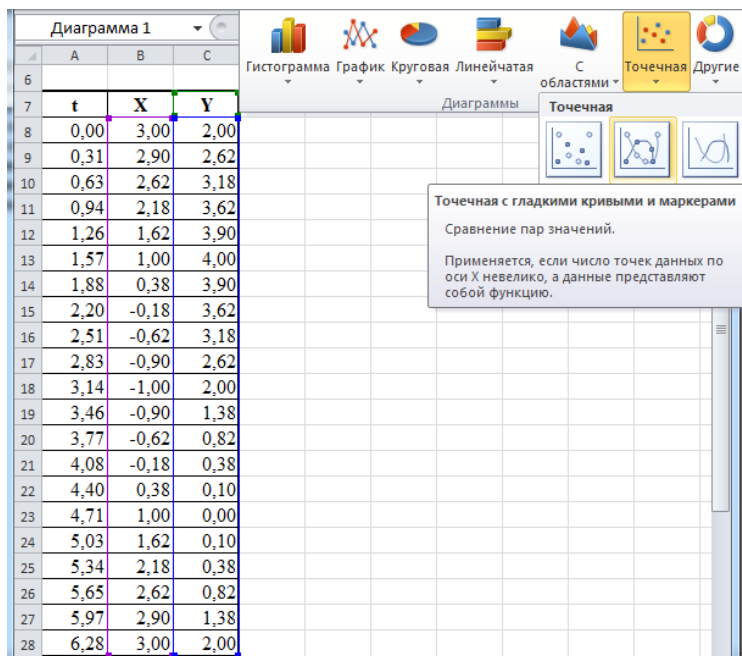 Диаграмма 1
Гистограмма График Круговая Линейчатая С областями Точечная Другие
Диаграммы
Точечная
Точечная с гладкими кривыми и маркерами
Сравнение пар значений.
Применяется, если число точек данных по
оси X невелико, а данные представляют
собой функцию.
A B C
6
7 t X Y
8 0,00 3,00 2,00
9 0,31 2,90 2,62
10 0,63 2,62 3,18
11 0,94 2,18 3,62
12 1,26 1,62 3,90
13 1,57 1,00 4,00
14 1,88 0,38 3,90
15 2,20 -0,18 3,62
16 2,51 -0,62 3,18
17 2,83 -0,90 2,62
18 3,14 -1,00 2,00
19 3,46 -0,90 1,38
20 3,77 -0,62 0,82
21 4,08 -0,18 0,38
22 4,40 0,38 0,10
23 4,71 1,00 0,00
24 5,03 1,62 0,10
25 5,34 2,18 0,38
26 5,65 2,62 0,82
27 5,97 2,90 1,38
28 6,28 3,00 2,00